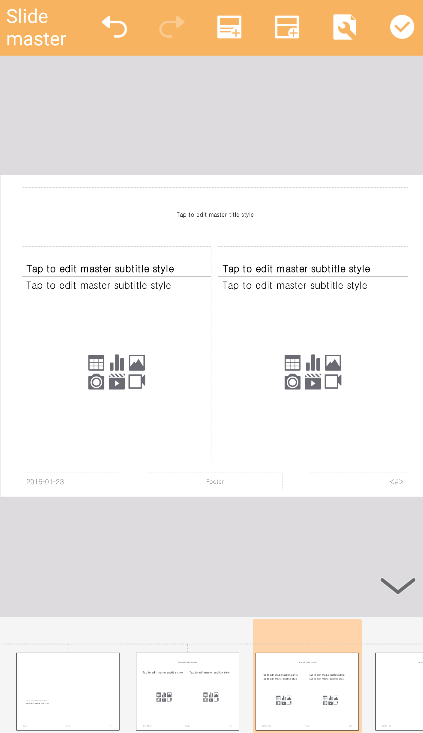 Slide
master
Tap to edit master title style
Tap to edit master subtitle style
Tap to edit master subtitle style
Tap to edit master subtitle style
Tap to edit master subtitle style
2015-01-23
Footer
<#>